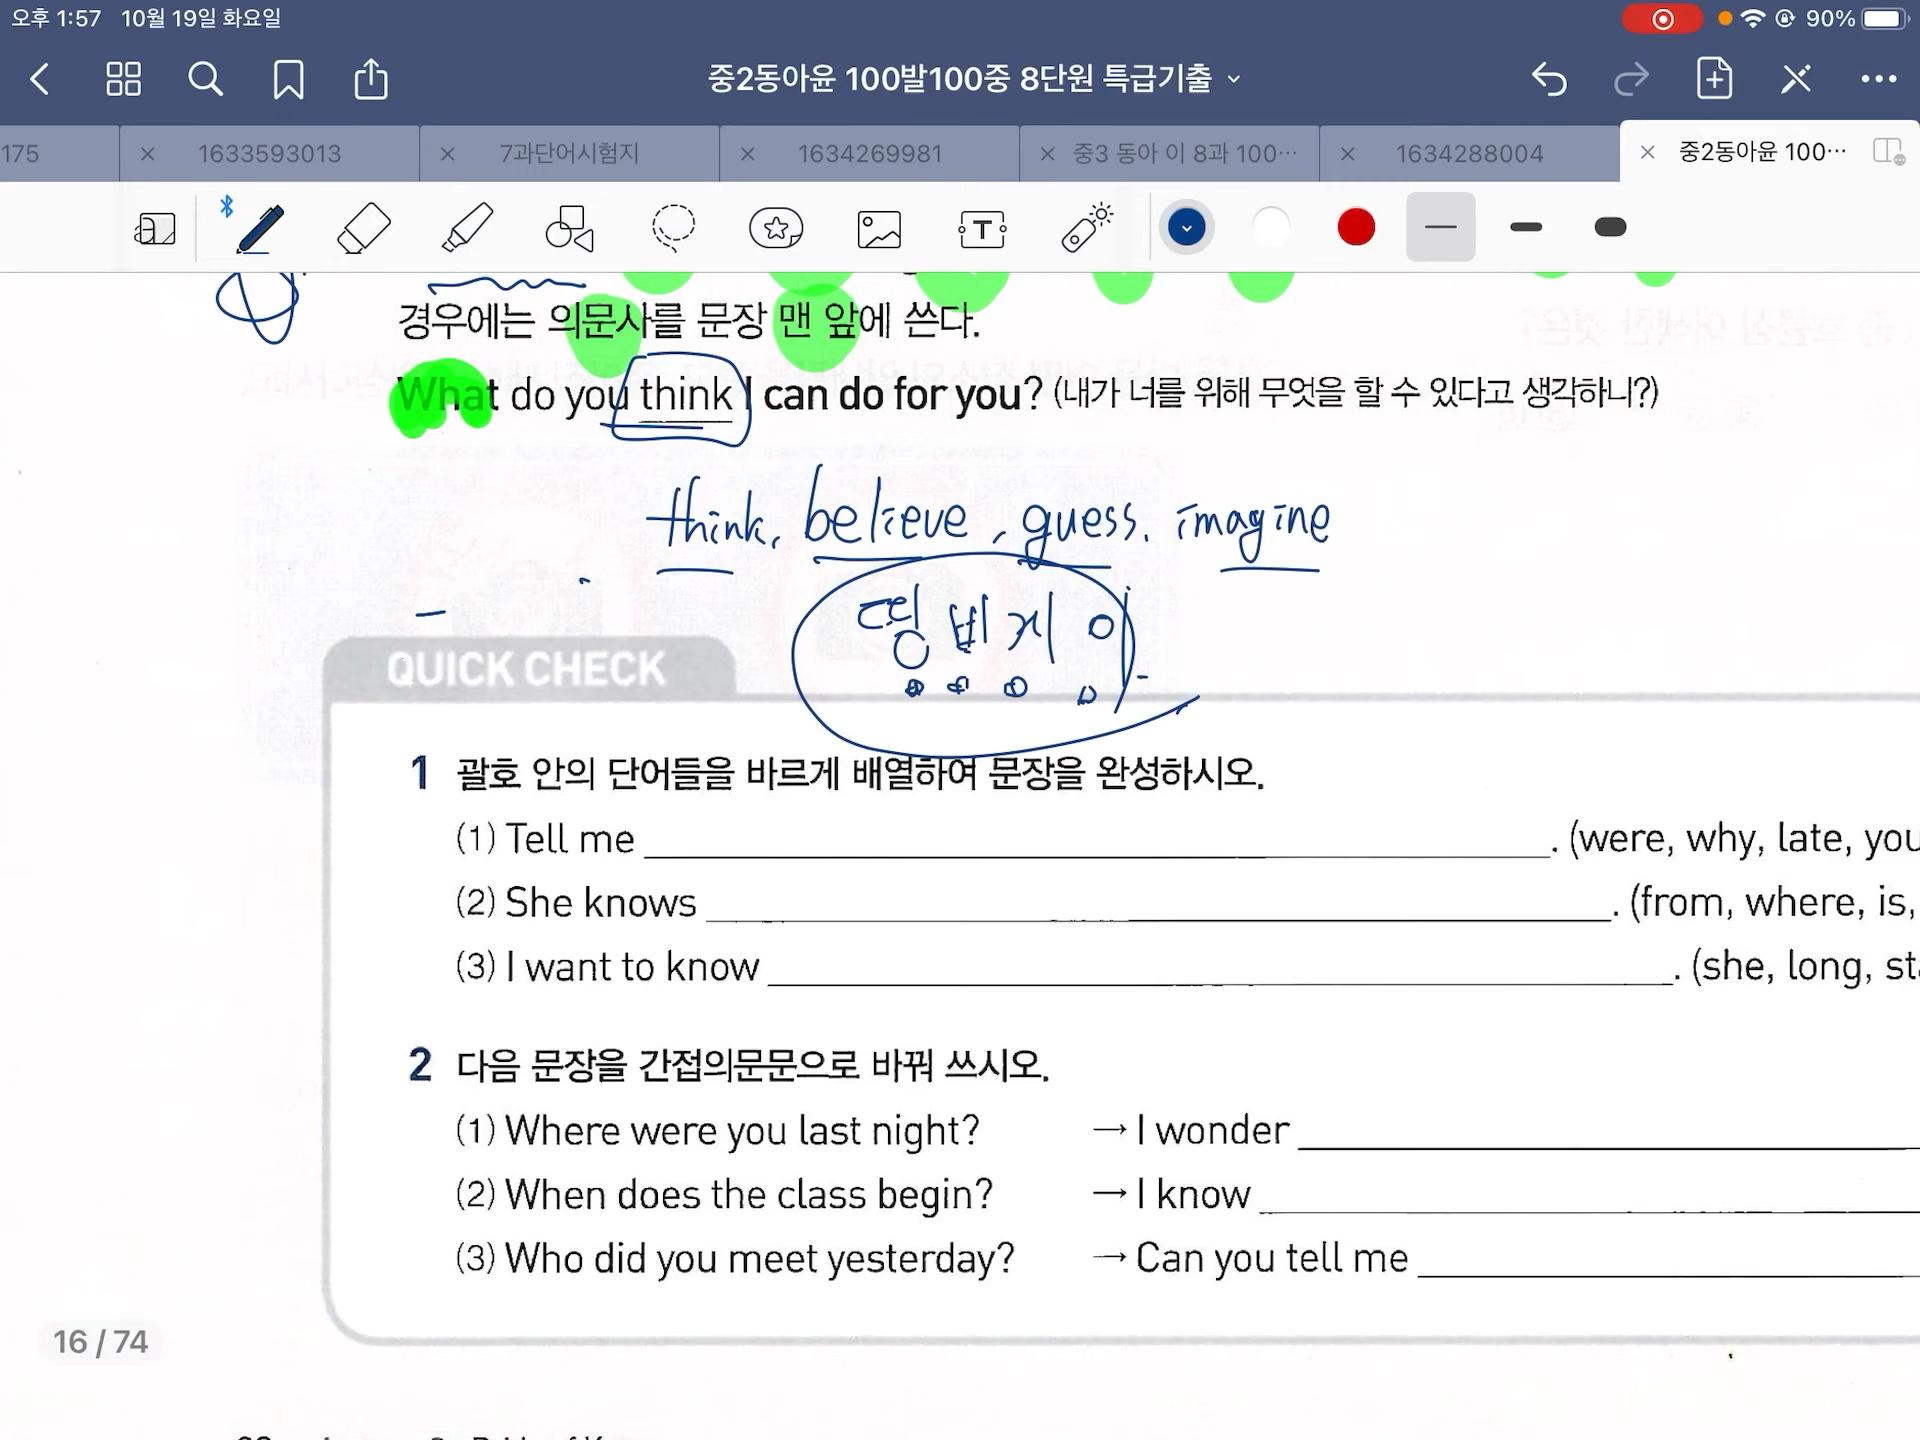 오후 1:57 10월 19일 화요일 90%
중2동아윤 100발100중 8단원 특급기출
175 1633593013 7과단어시험지 1634269981 중3 동아 이 8과 100… 1634288004 중2동아윤 100…
경우에는 의문사를 문장 맨 앞에 쓴다.
What do you think I can do for you? (내가 너를 위해 무엇을 할 수 있다고 생각하니?)
think, believe, guess. imagine
띵 비 게 이
QUICK CHECK
1 괄호 안의 단어들을 바르게 배열하여 문장을 완성하시오.
(1) Tell me . (were, why, late, you
(2) She knows . (from, where, is,
(3) I want to know . (she, long, sta
2 다음 문장을 간접의문문으로 바꿔 쓰시오.
(1) Where were you last night? → I wonder
(2) When does the class begin? → I know
(3) Who did you meet yesterday? → Can you tell me
16 / 74